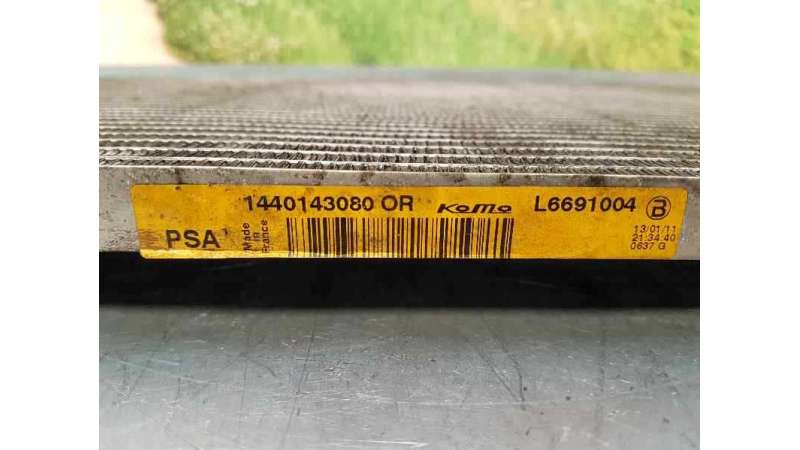 1440143080 OR KoMo L6691004 B
PSA Made in France
13/01/11
21:34:40
0637 G